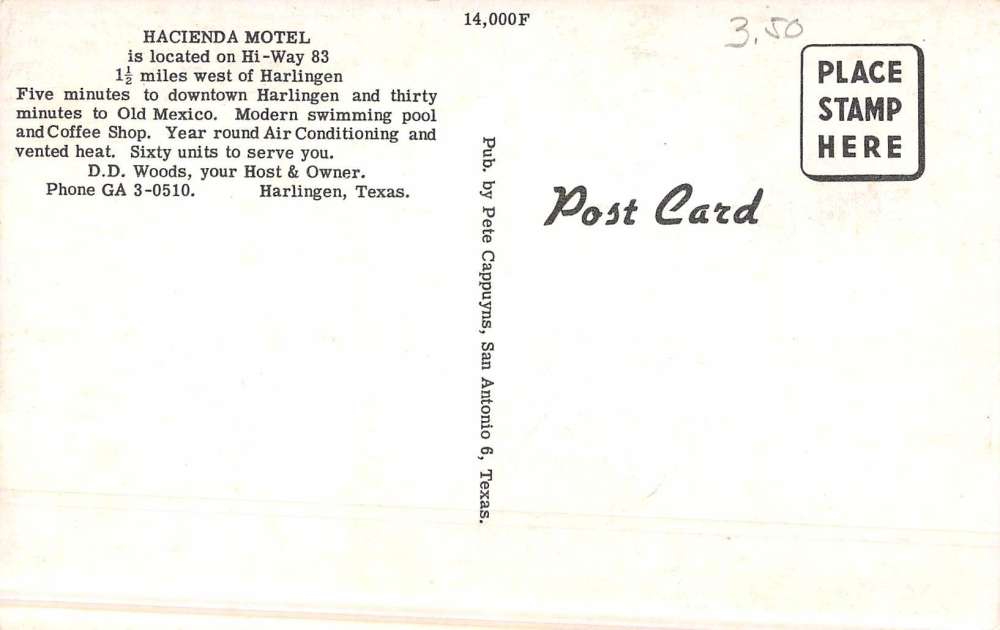 14,000F
3.50
HACIENDA MOTEL
is located on Hi-Way 83
1½ miles west of Harlingen
Five minutes to downtown Harlingen and thirty
minutes to Old Mexico. Modern swimming pool
and Coffee Shop. Year round Air Conditioning and
vented heat. Sixty units to serve you.
D.D. Woods, your Host & Owner.
Phone GA 3-0510. Harlingen, Texas.
Pub. by Pete Cappuyns, San Antonio 6, Texas.
Post Card
PLACE
STAMP
HERE